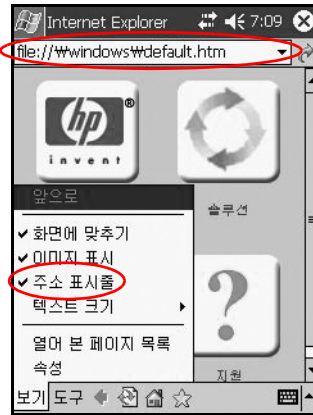 Internet Explorer 7:09
file://₩windows₩default.htm
hp
®
invent
솔루션
앞으로
화면에 맞추기
이미지 표시
주소 표시줄
텍스트 크기
열어 본 페이지 목록
속성
지원
보기 도구